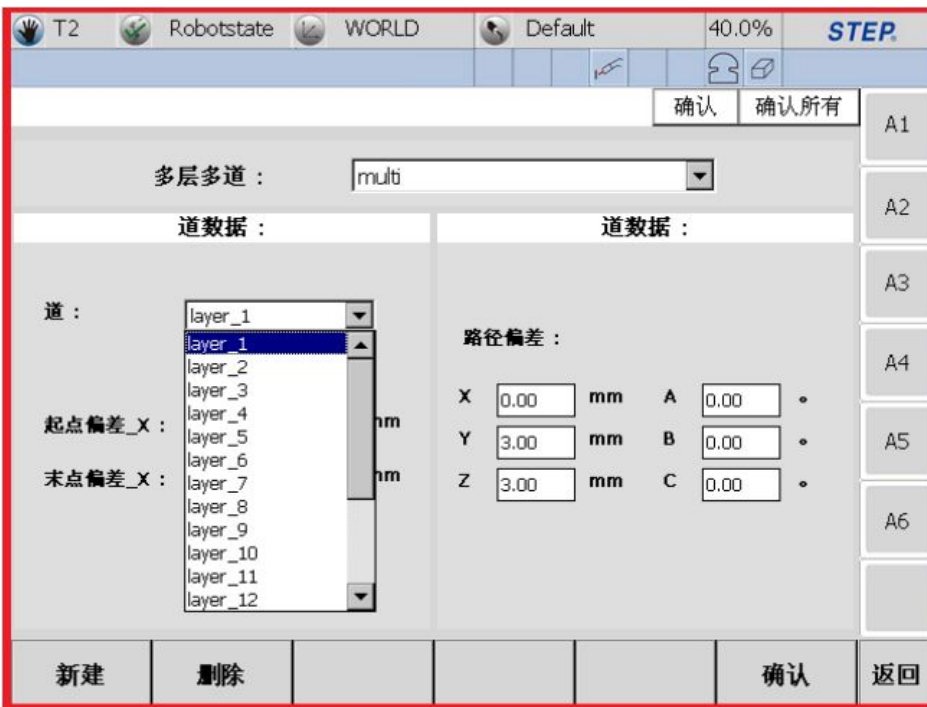 T2 Robotstate WORLD Default 40.0% STEP.
确认 确认所有
A1
多层多道： multi
A2
道数据： 道数据：
A3
道： layer_1
layer_1
路径偏差：
layer_2
A4
layer_3
X 0.00 mm A 0.00 °
layer_4
起点偏差_X：
layer_5
Y 3.00 mm B 0.00 °
A5
layer_6
末点偏差_X：
layer_7
Z 3.00 mm C 0.00 °
layer_8
layer_9
A6
layer_10
layer_11
layer_12
新建 删除 确认 返回